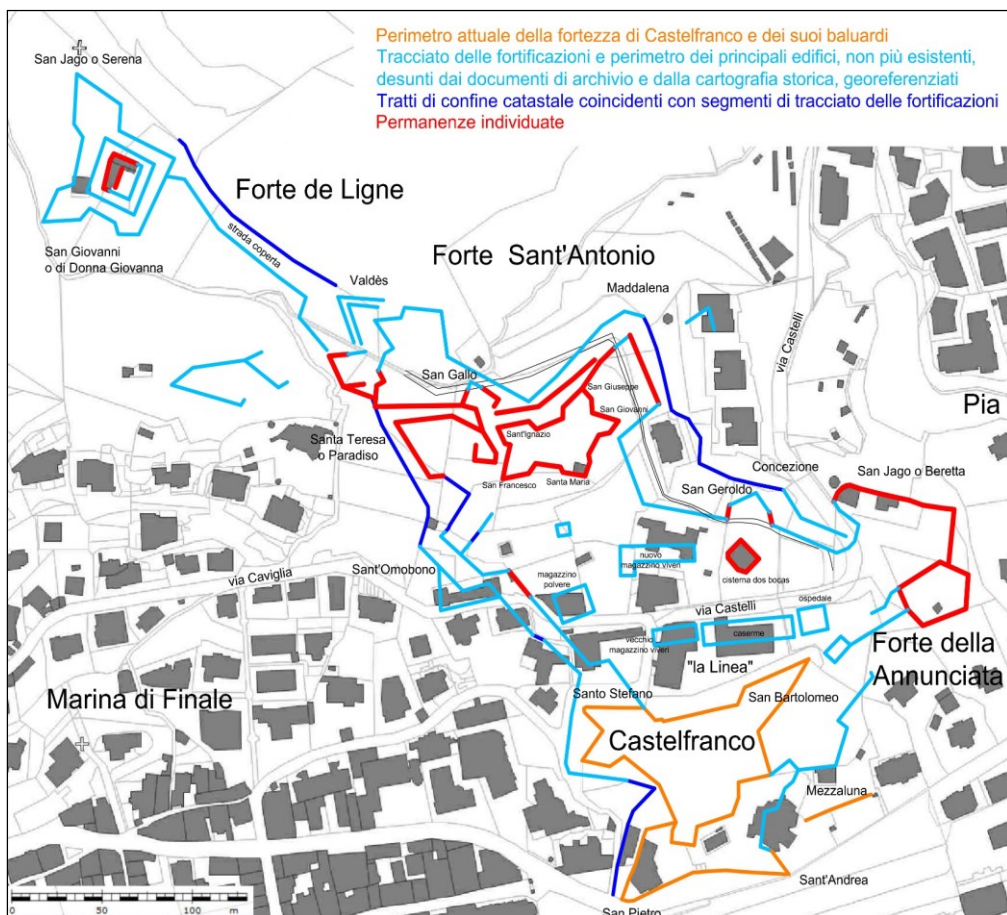 Perimetro attuale della fortezza di Castelfranco e dei suoi baluardi
Tracciato delle fortificazioni e perimetro dei principali edifici, non più esistenti,
desunti dai documenti di archivio e dalla cartografia storica, georeferenziati
Tratti di confine catastale coincidenti con segmenti di tracciato delle fortificazioni
Permanenze individuate
San Jago o Serena
Forte de Ligne
strada coperta
San Giovanni
o di Donna Giovanna
Valdès
Forte Sant'Antonio
Maddalena
via Castelli
San Gallo
San Giuseppe
San Giovanni
Pia
Santa Teresa
o Paradiso
Sant'Ignazio
San Francesco
Santa Maria
Concezione
San Jago o Beretta
San Geroldo
Sant'Omobono
via Caviglia
nuovo
magazzino viveri
magazzino
polvere
cisterna dos bocas
via Castelli
ospedale
vecchio
magazzino viveri
caserme
Forte della
Annunciata
"la Linea"
Marina di Finale
Santo Stefano
San Bartolomeo
Castelfranco
Mezzaluna
Sant'Andrea
San Pietro
0 50 100 m